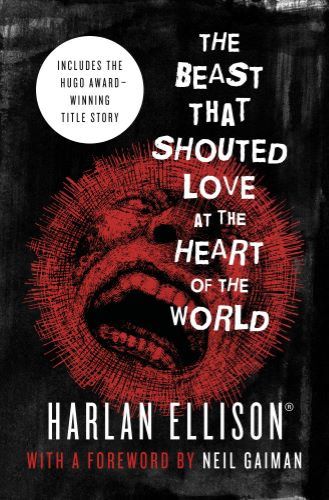 INCLUDES THE
HUGO AWARD–
WINNING
TITLE STORY
THE
BEAST
THAT
SHOUTED
LOVE
AT THE
HEART
OF THE
WORLD
HARLAN ELLISON®
WITH A FOREWORD BY NEIL GAIMAN